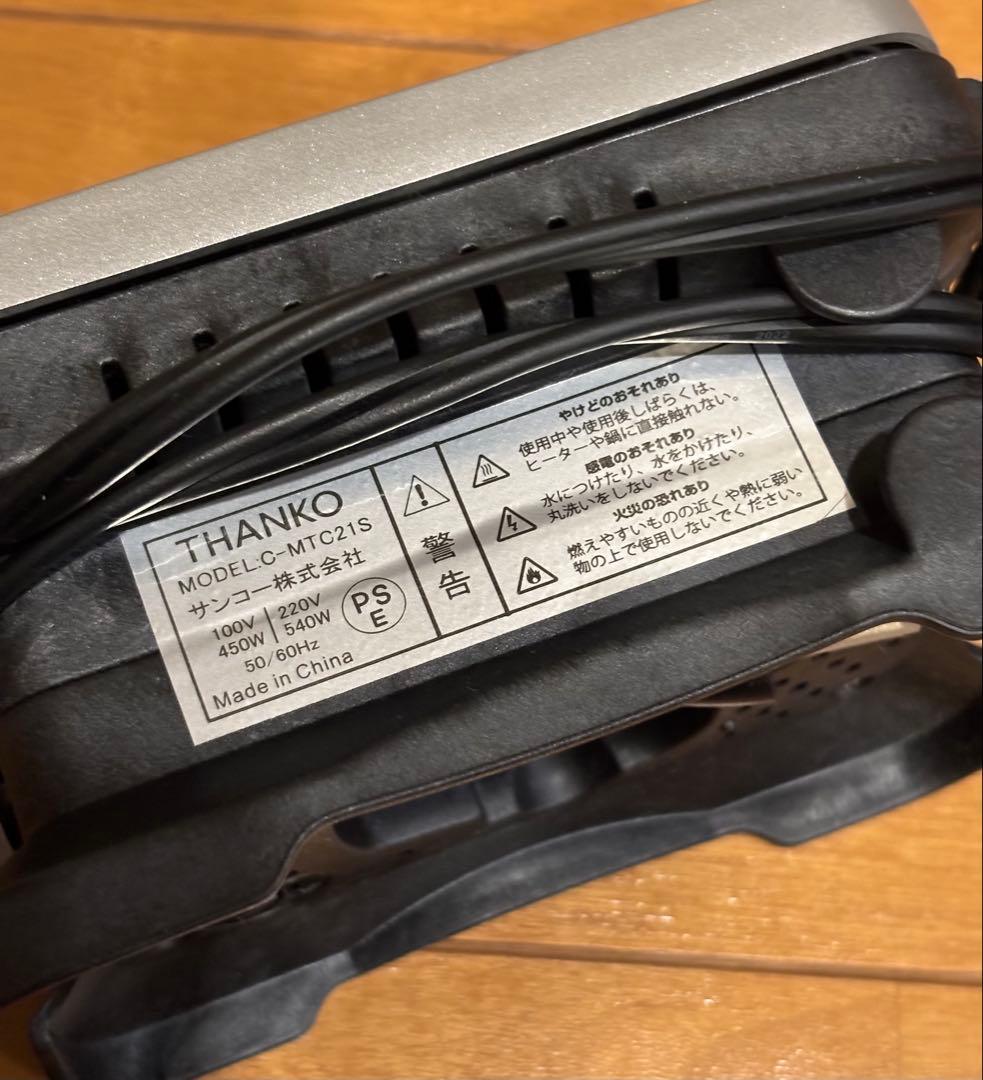 THANKO
MODEL:C-MTC21S
サンコー株式会社
100V 220V
450W 540W
50/60Hz
PS
E
Made in China
警
告
やけどのおそれあり
使用中や使用後しばらくは、
ヒーターや鍋に直接触れない。
感電のおそれあり
水につけたり、水をかけたり、
丸洗いをしないでください。
火災の恐れあり
燃えやすいものの近くや熱に弱い
物の上で使用しないでください。
2022